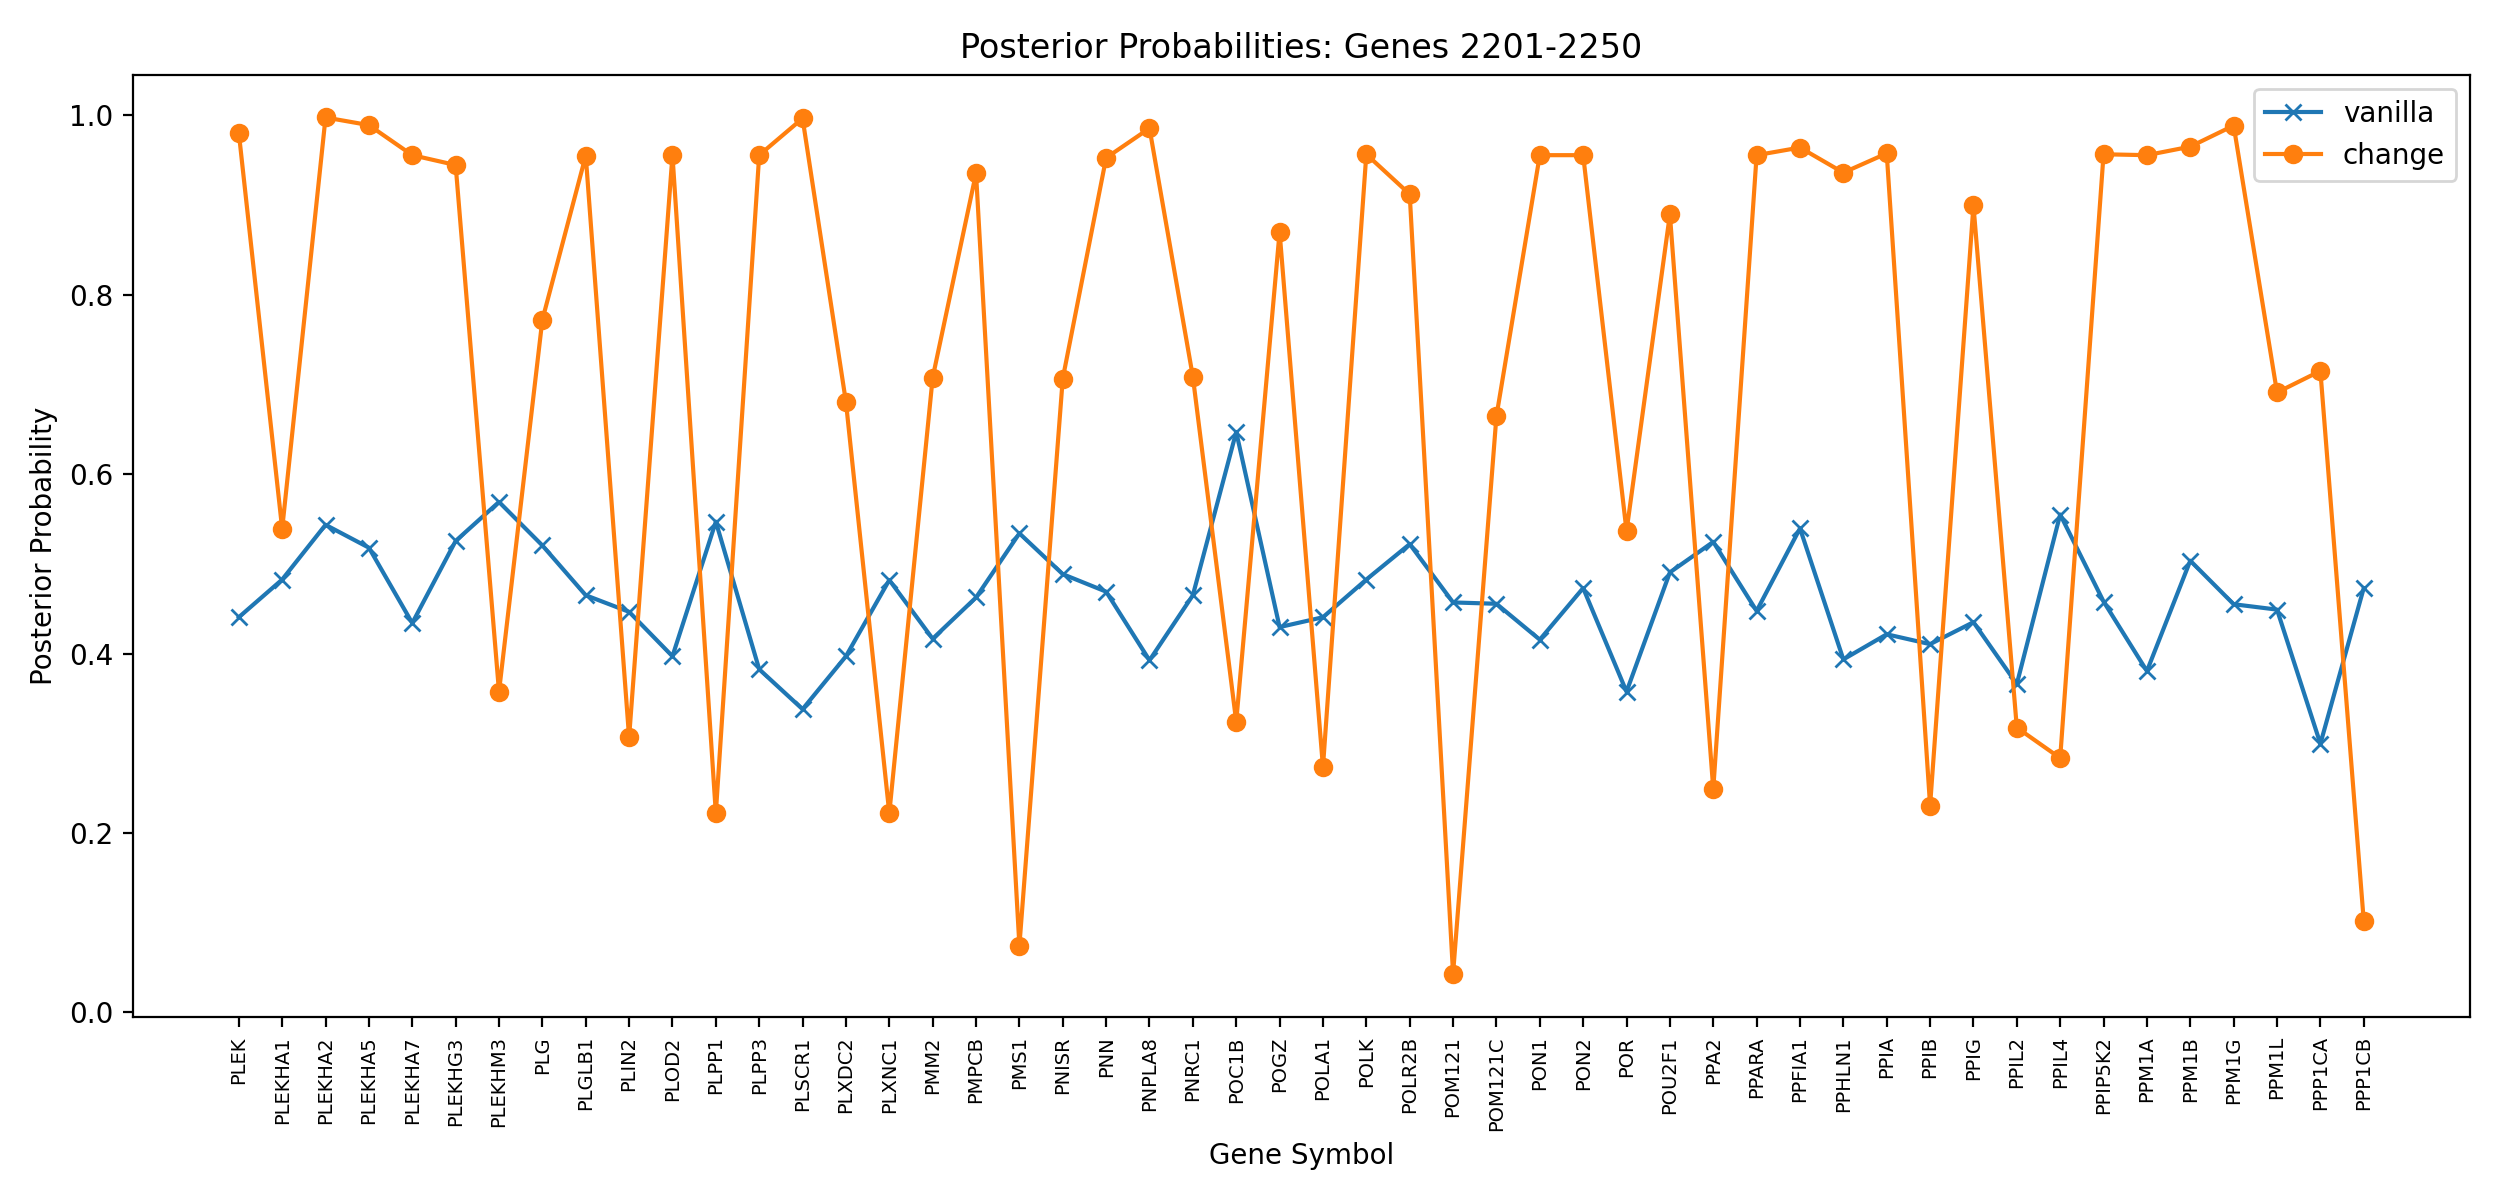 Posterior Probabilities: Genes 2201-2250
vanilla
change
Posterior Probability
1.0
0.8
0.6
0.4
0.2
0.0
PLEK
PLEKHA1
PLEKHA2
PLEKHA5
PLEKHA7
PLEKHG3
PLEKHM3
PLG
PLGLB1
PLIN2
PLOD2
PLPP1
PLPP3
PLSCR1
PLXDC2
PLXNC1
PMM2
PMPCB
PMS1
PNISR
PNN
PNPLA8
PNRC1
POC1B
POGZ
POLA1
POLK
POLR2B
POM121
POM121C
PON1
PON2
POR
POU2F1
PPA2
PPARA
PPFIA1
PPHLN1
PPIA
PPIB
PPIG
PPIL2
PPIL4
PPIP5K2
PPM1A
PPM1B
PPM1G
PPM1L
PPP1CA
PPP1CB
Gene Symbol